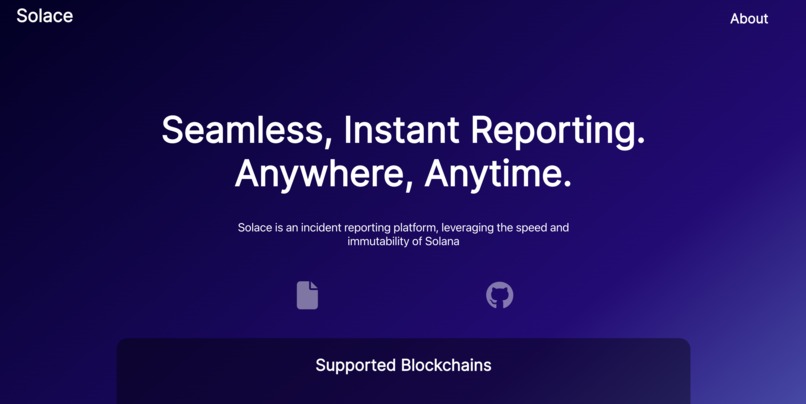 Solace
About
Seamless, Instant Reporting.
Anywhere, Anytime.
Solace is an incident reporting platform, leveraging the speed and
immutability of Solana
Supported Blockchains